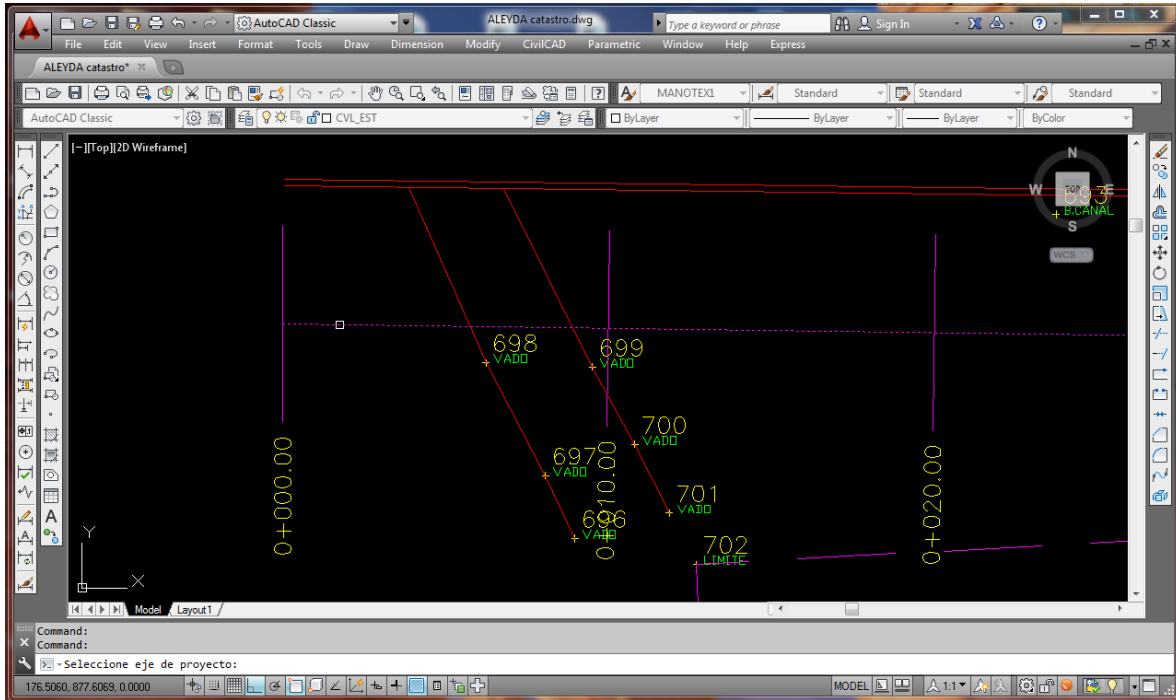 AutoCAD Classic
ALEYDA catastro.dwg
Type a keyword or phrase
Sign In
File Edit View Insert Format Tools Draw Dimension Modify CivilCAD Parametric Window Help Express
ALEYDA catastro*
MANOTEX1 Standard Standard Standard
AutoCAD Classic CVL_EST ByLayer ByLayer ByLayer ByColor
[−][Top][2D Wireframe]
N
W TOP E
S
WCS
693
B.CANAL
698
VADO
699
VADO
700
VADO
697
VADO
701
VADO
696
VADO
702
LIMITE
0+000.00
0+010.00
0+020.00
Y
X
Model Layout1
Command:
Command:
Seleccione eje de proyecto:
176.5060, 877.6069, 0.0000
MODEL 1:1